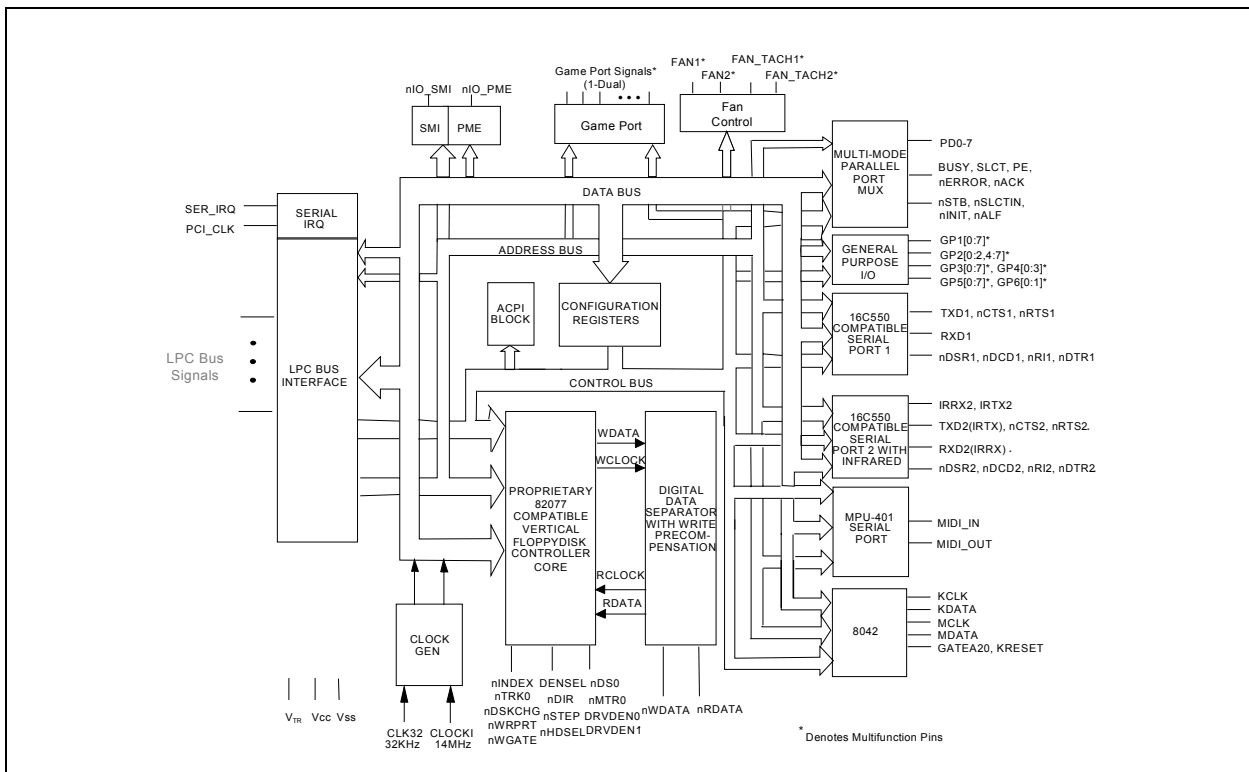 FAN_TACH1*
FAN1*
Game Port Signals*
(1-Dual)
FAN2*
FAN_TACH2*
nIO_SMI
nIO_PME
SMI
PME
Game Port
Fan
Control
MULTI-MODE
PARALLEL
PORT
MUX
PD0-7
BUSY, SLCT, PE,
nERROR, nACK
nSTB, nSLCTIN,
nINIT, nALF
DATA BUS
SER_IRQ
PCI_CLK
SERIAL
IRQ
ADDRESS BUS
GENERAL
PURPOSE
I/O
GP1[0:7]*
GP2[0:2,4:7]*
GP3[0:7]*, GP4[0:3]*
GP5[0:7]*, GP6[0:1]*
ACPI
BLOCK
CONFIGURATION
REGISTERS
16C550
COMPATIBLE
SERIAL
PORT 1
TXD1, nCTS1, nRTS1
RXD1
nDSR1, nDCD1, nRI1, nDTR1
LPC Bus
Signals
LPC BUS
INTERFACE
CONTROL BUS
16C550
COMPATIBLE
SERIAL
PORT 2 WITH
INFRARED
IRRX2, IRTX2
TXD2(IRTX), nCTS2, nRTS2.
RXD2(IRRX) .
nDSR2, nDCD2, nRI2, nDTR2
WDATA
WCLOCK
PROPRIETARY
82077
COMPATIBLE
VERTICAL
FLOPPYDISK
CONTROLLER
CORE
DIGITAL
DATA
SEPARATOR
WITH WRITE
PRECOM-
PENSATION
RCLOCK
RDATA
MPU-401
SERIAL
PORT
MIDI_IN
MIDI_OUT
8042
KCLK
KDATA
MCLK
MDATA
GATEA20, KRESET
CLOCK
GEN
nINDEX
nTRK0
nDSKCHG
nWRPRT
nWGATE
DENSEL
nDIR
nSTEP
nHDSEL
nDS0
nMTR0
DRVDEN0
DRVDEN1
nWDATA
nRDATA
VTR
Vcc
Vss
CLK32
32KHz
CLOCKI
14MHz
* Denotes Multifunction Pins